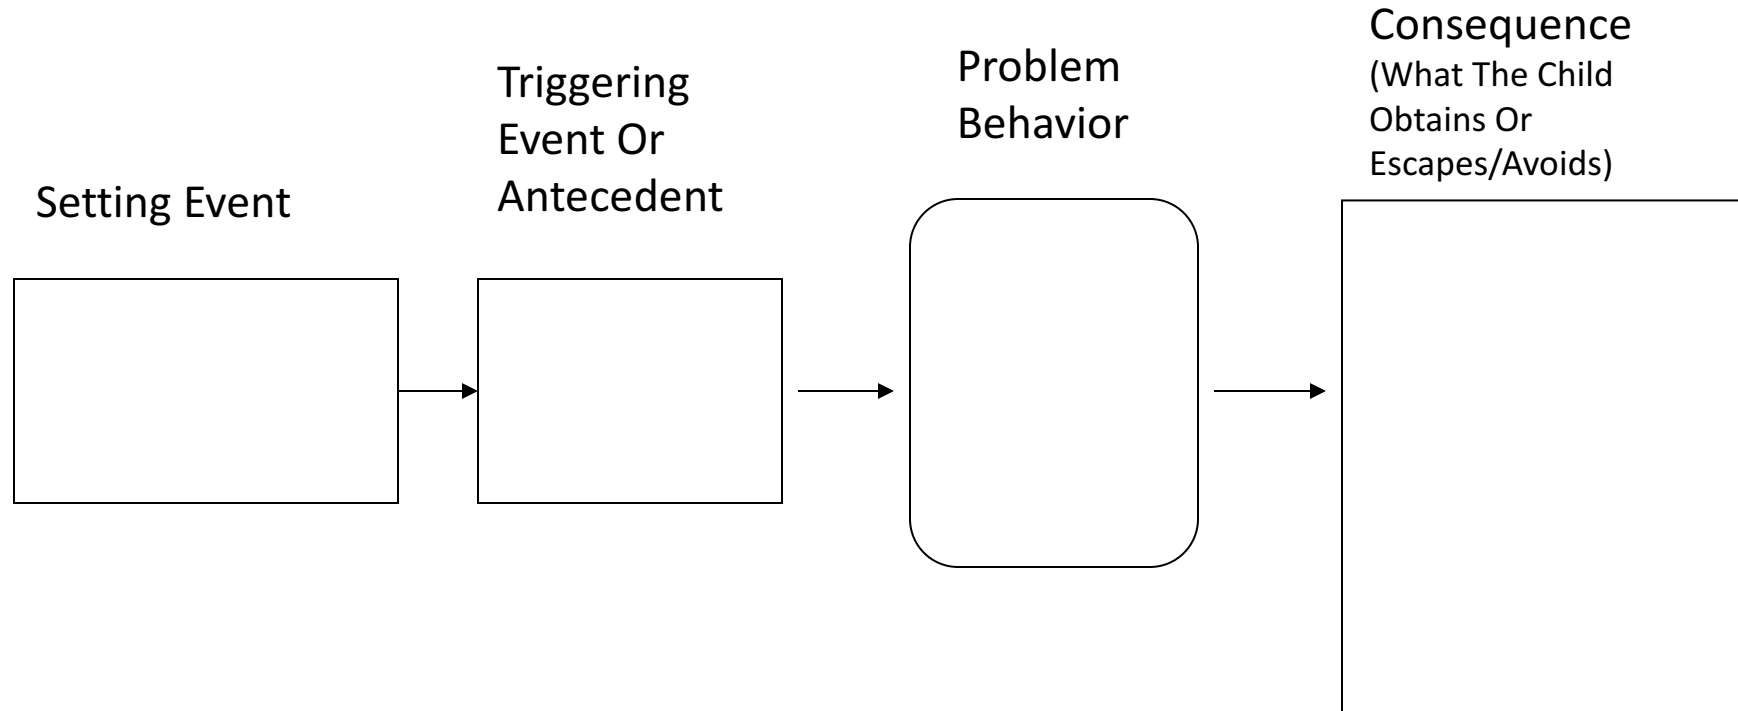 Setting Event
Triggering
Event Or
Antecedent
Problem
Behavior
Consequence
(What The Child
Obtains Or
Escapes/Avoids)